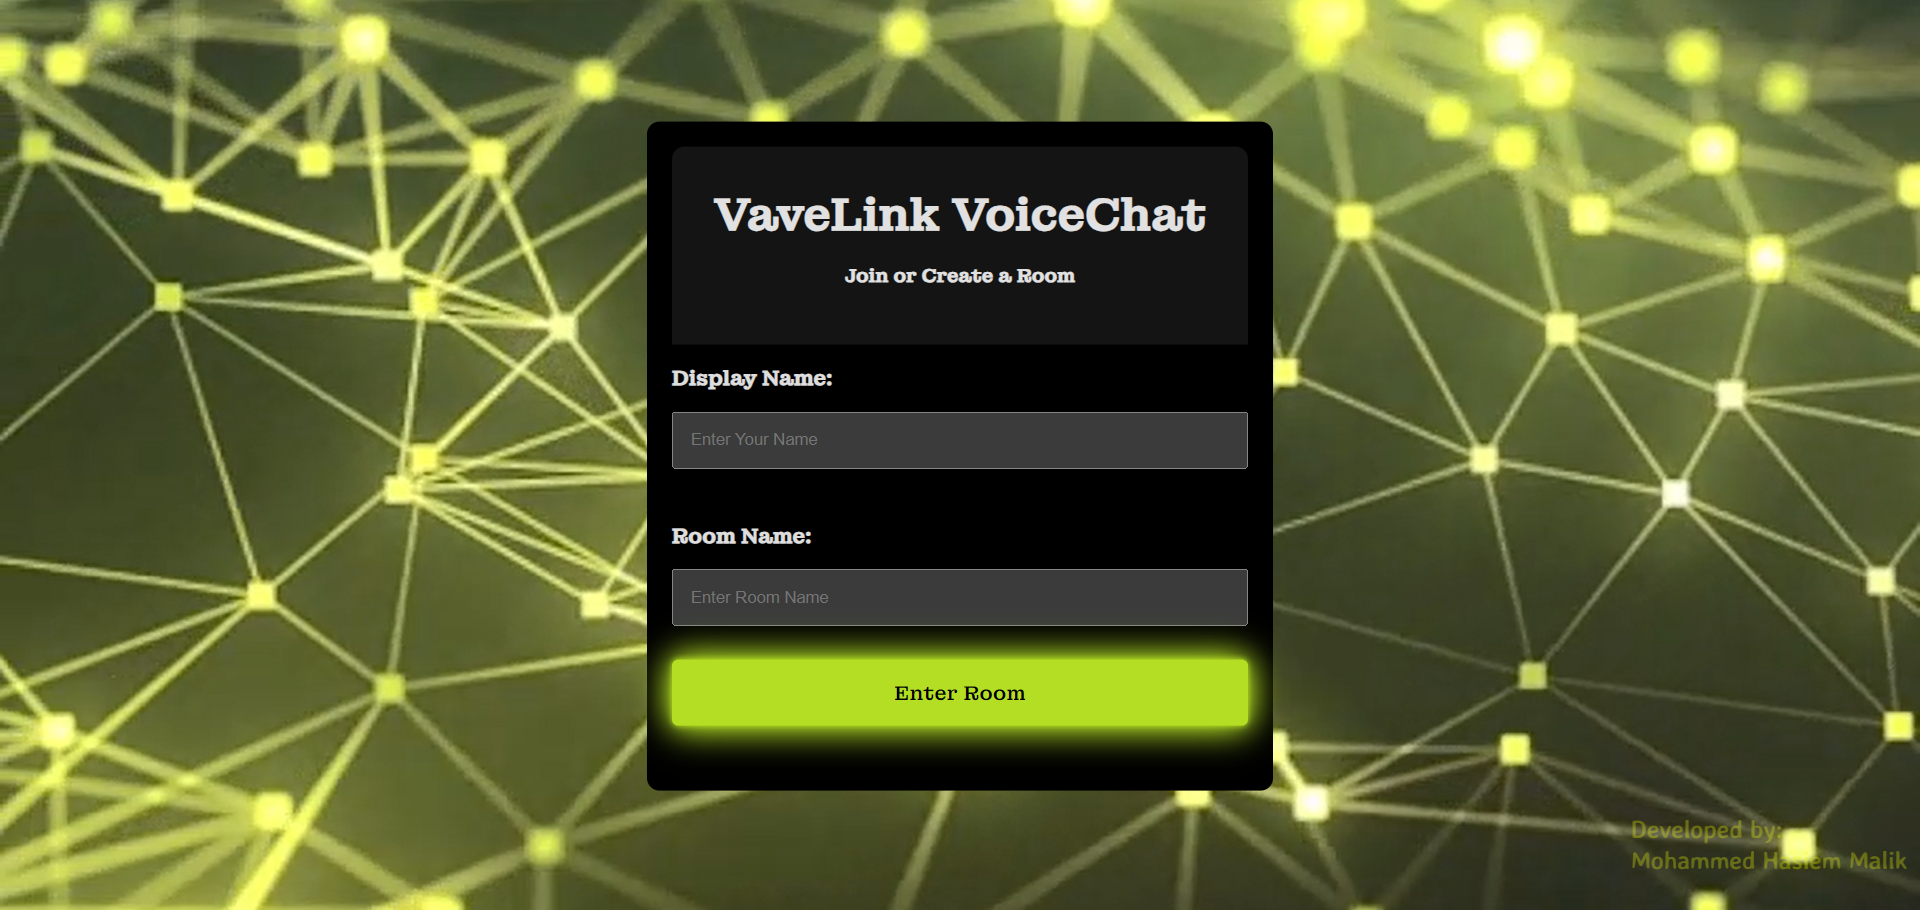 VaveLink VoiceChat
Join or Create a Room
Display Name:
Enter Your Name
Room Name:
Enter Room Name
Enter Room
Developed by:
Mohammed Haslem Malik